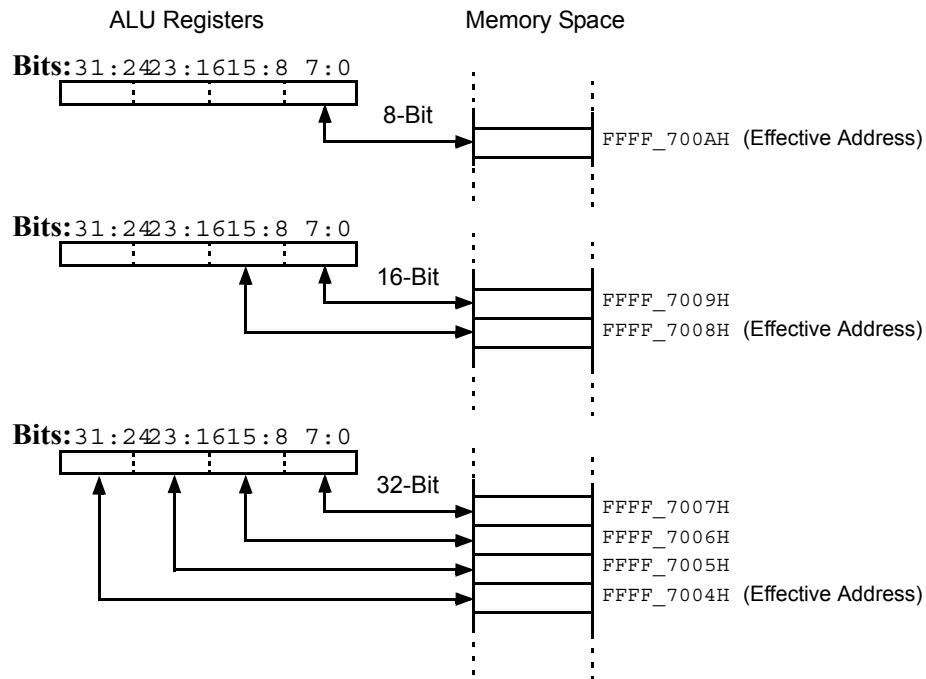 ALU Registers Memory Space
Bits:31:2423:1615:8 7:0
8-Bit
FFFF_700AH (Effective Address)
Bits:31:2423:1615:8 7:0
16-Bit
FFFF_7009H
FFFF_7008H (Effective Address)
Bits:31:2423:1615:8 7:0
32-Bit
FFFF_7007H
FFFF_7006H
FFFF_7005H
FFFF_7004H (Effective Address)